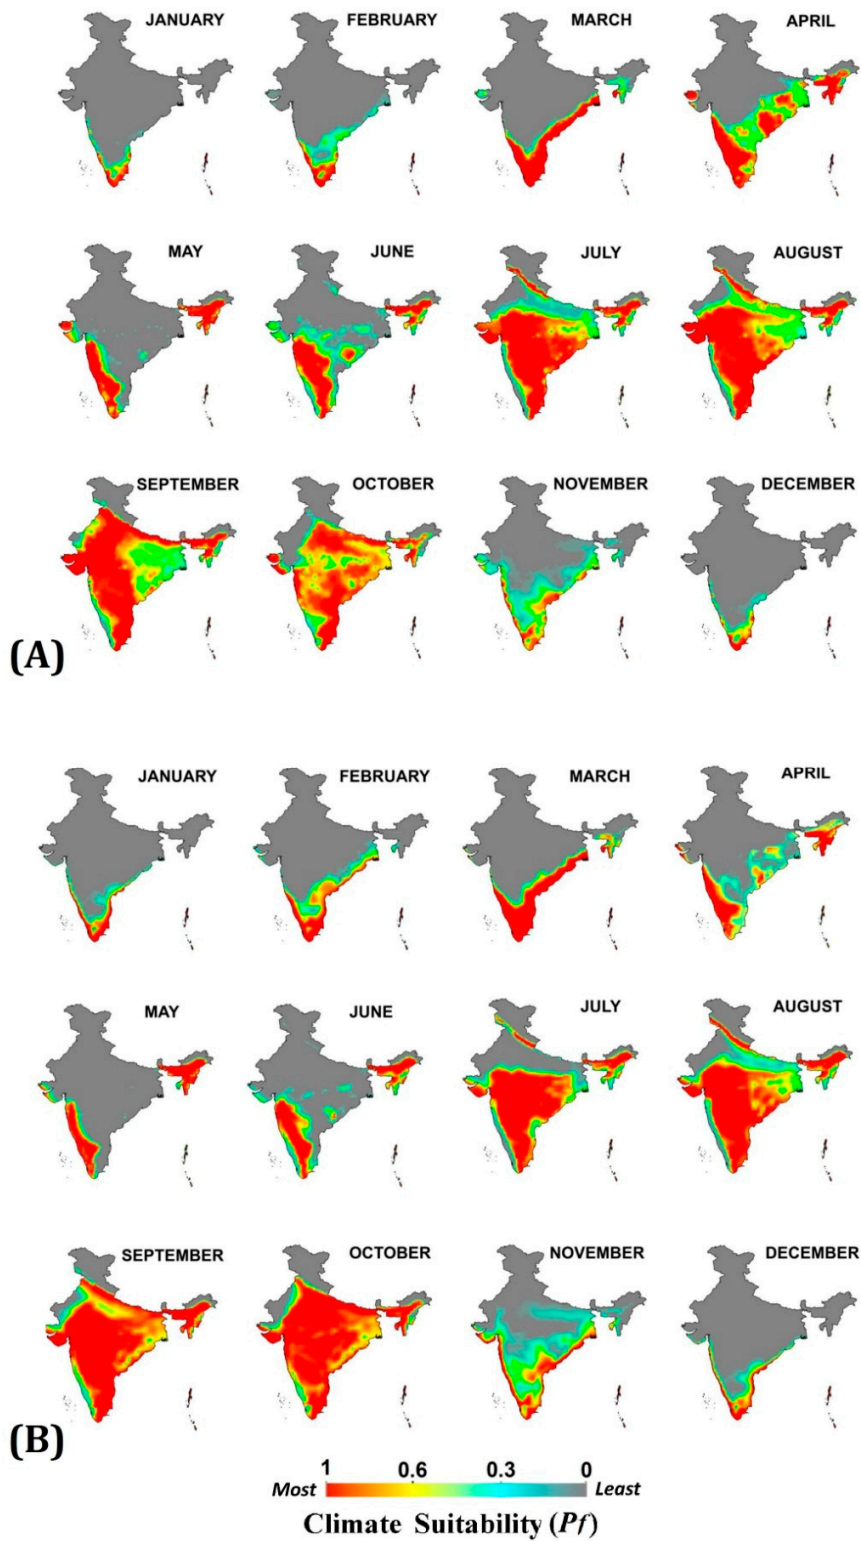 JANUARY FEBRUARY MARCH APRIL
MAY JUNE JULY AUGUST
SEPTEMBER OCTOBER NOVEMBER DECEMBER
(A)
JANUARY FEBRUARY MARCH APRIL
MAY JUNE JULY AUGUST
SEPTEMBER OCTOBER NOVEMBER DECEMBER
(B)
1 0.6 0.3 0
Most Least
Climate Suitability (Pf)